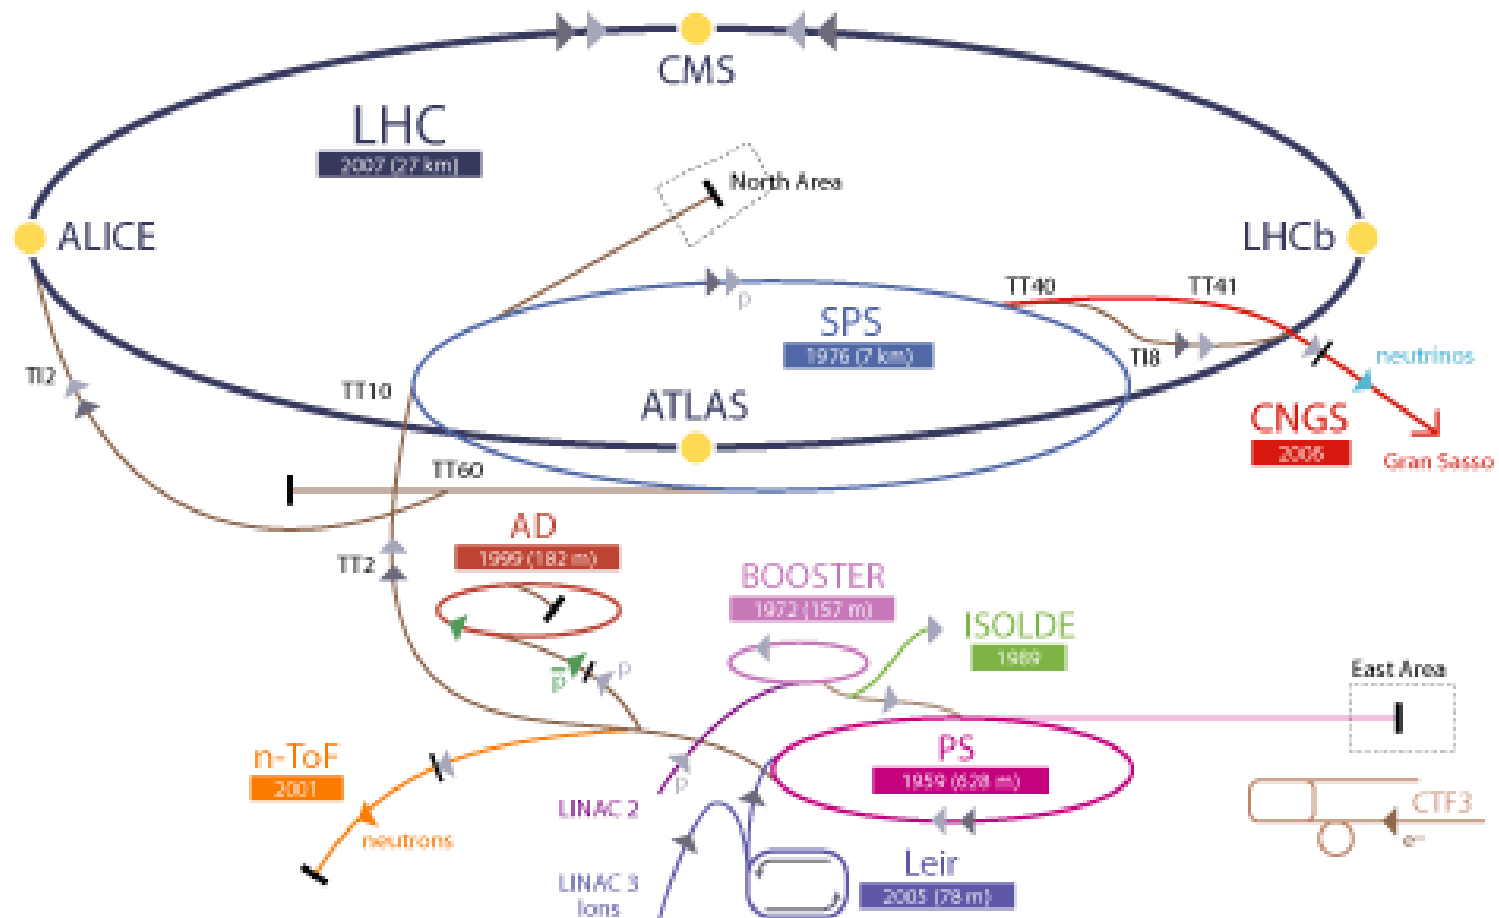 CMS
LHC
2007 (27 km)
North Area
ALICE
LHCb
TT40
TT41
p
SPS
1976 (7 km)
TI8
neutrinos
TI2
TT10
ATLAS
CNGS
2006
Gran Sasso
TT60
AD
1999 (182 m)
TT2
BOOSTER
1972 (157 m)
ISOLDE
1989
p̅
p
East Area
n-ToF
2001
PS
1959 (628 m)
p
LINAC 2
neutrons
CTF3
e⁻
Leir
2005 (78 m)
LINAC 3
Ions